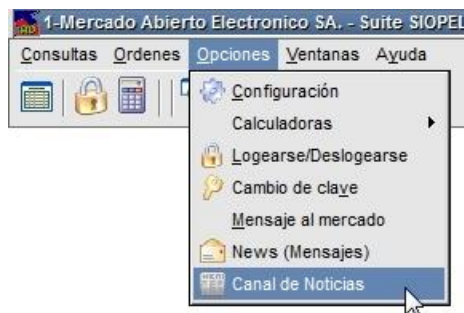 1-Mercado Abierto Electronico SA. - Suite SIOPEL
Consultas Ordenes Opciones Ventanas Ayuda
Configuración
Calculadoras
Logearse/Deslogearse
Cambio de clave
Mensaje al mercado
News (Mensajes)
Canal de Noticias